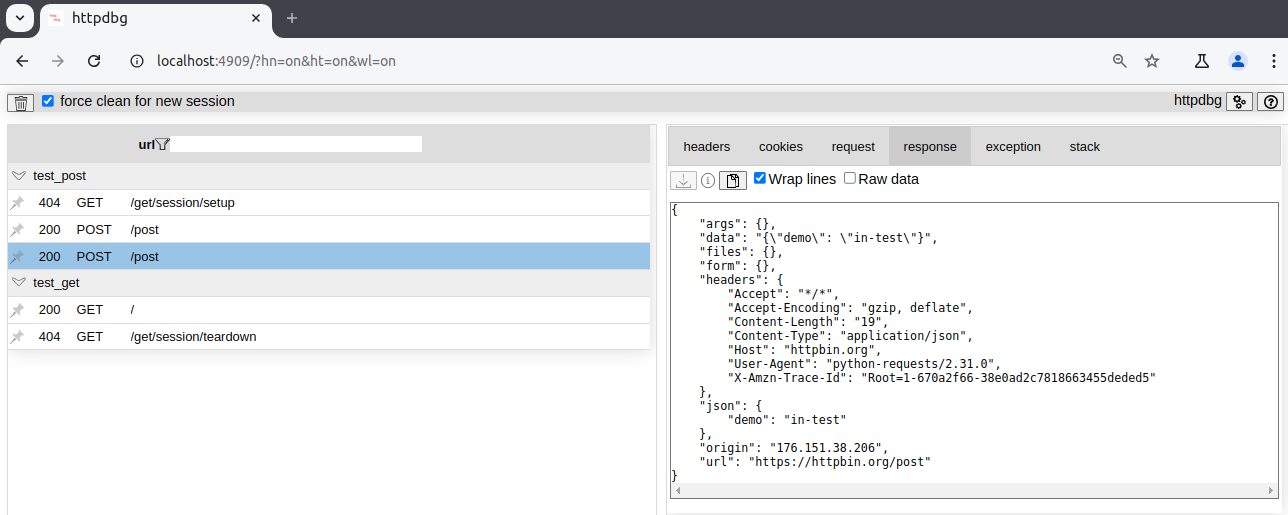 httpdbg
localhost:4909/?hn=on&ht=on&wl=on
force clean for new session
httpdbg
url
test_post
404 GET /get/session/setup
200 POST /post
200 POST /post
test_get
200 GET /
404 GET /get/session/teardown
headers cookies request response exception stack
Wrap lines Raw data
{
    "args": {},
    "data": "{\"demo\": \"in-test\"}",
    "files": {},
    "form": {},
    "headers": {
        "Accept": "*/*",
        "Accept-Encoding": "gzip, deflate",
        "Content-Length": "19",
        "Content-Type": "application/json",
        "Host": "httpbin.org",
        "User-Agent": "python-requests/2.31.0",
        "X-Amzn-Trace-Id": "Root=1-670a2f66-38e0ad2c7818663455deded5"
    },
    "json": {
        "demo": "in-test"
    },
    "origin": "176.151.38.206",
    "url": "https://httpbin.org/post"
}